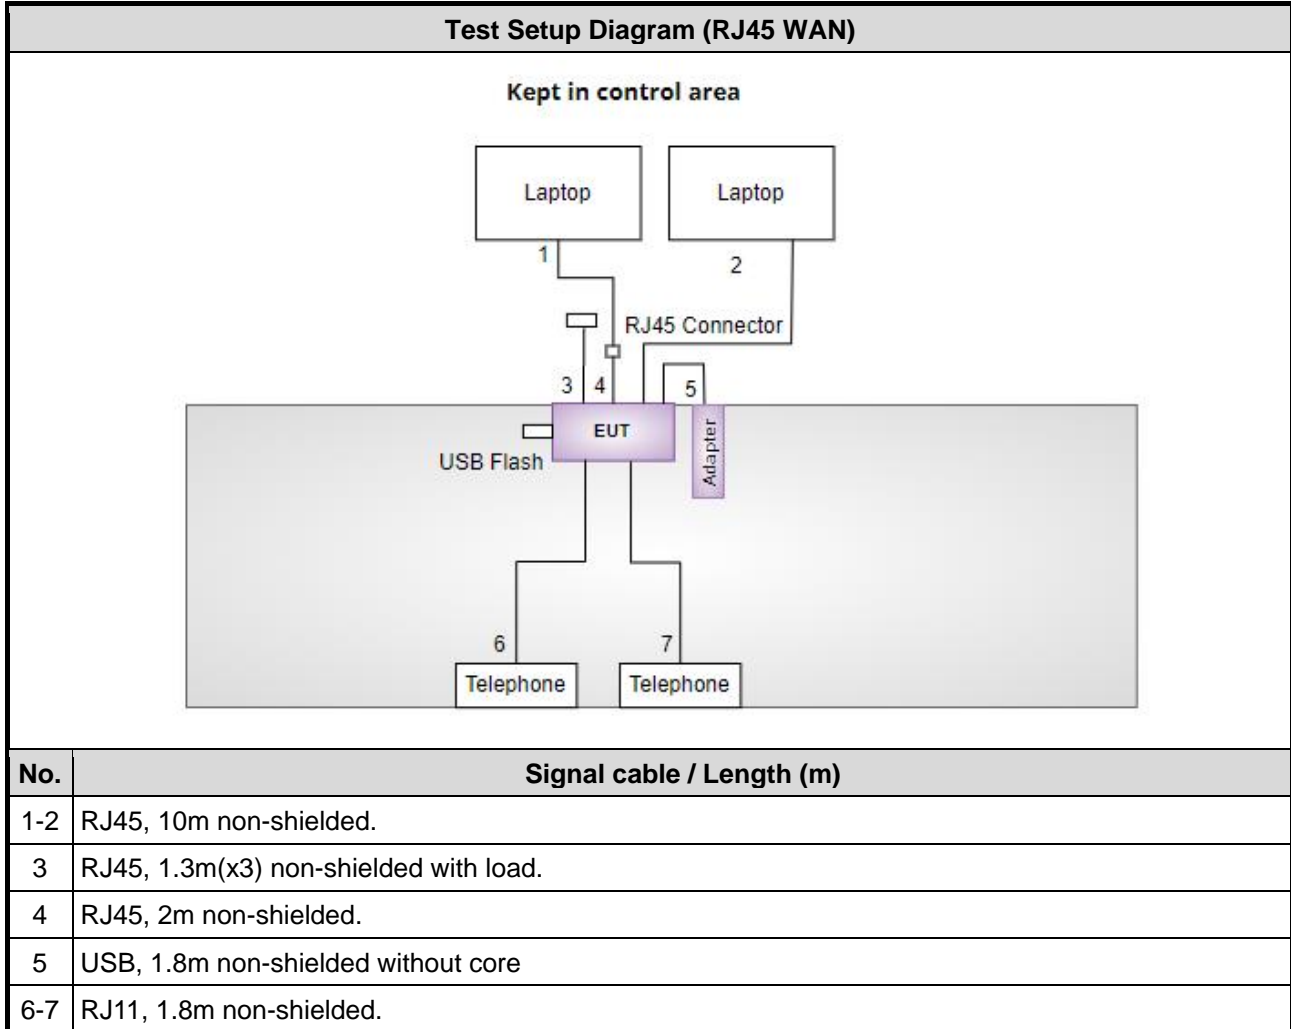 Test Setup Diagram (RJ45 WAN)
Kept in control area
Laptop
Laptop
1
2
RJ45 Connector
3
4
5
EUT
Adapter
USB Flash
6
7
Telephone
Telephone
No. Signal cable / Length (m)
1-2 RJ45, 10m non-shielded.
3 RJ45, 1.3m(x3) non-shielded with load.
4 RJ45, 2m non-shielded.
5 USB, 1.8m non-shielded without core
6-7 RJ11, 1.8m non-shielded.